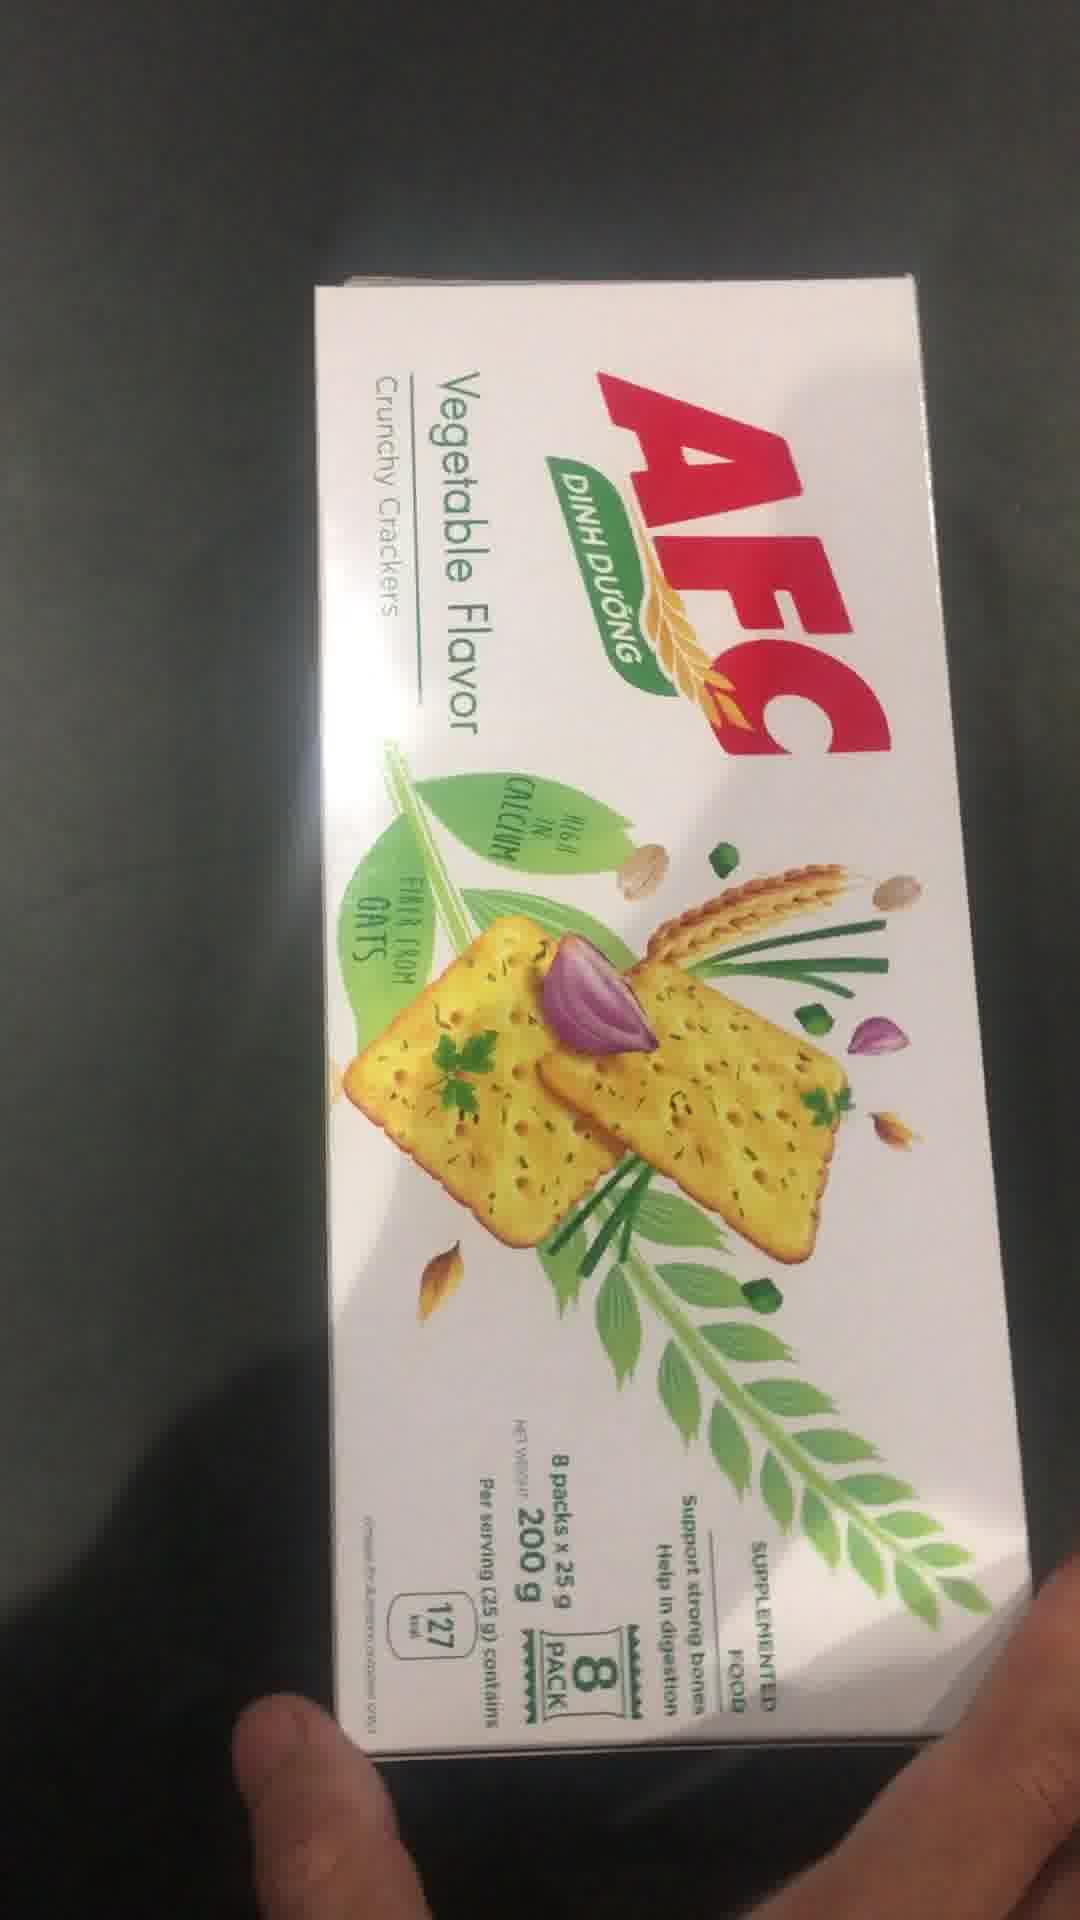 AFC
DINH DƯỠNG
Vegetable Flavor
Crunchy Crackers
HIGH
IN
CALCIUM
FIBER FROM
OATS
SUPPLEMENTED
FOOD
Support strong bones
Help in digestion
8
PACK
8 packs x 25 g
NET WEIGHT 200 g
Per serving (25 g) contains
127
kcal